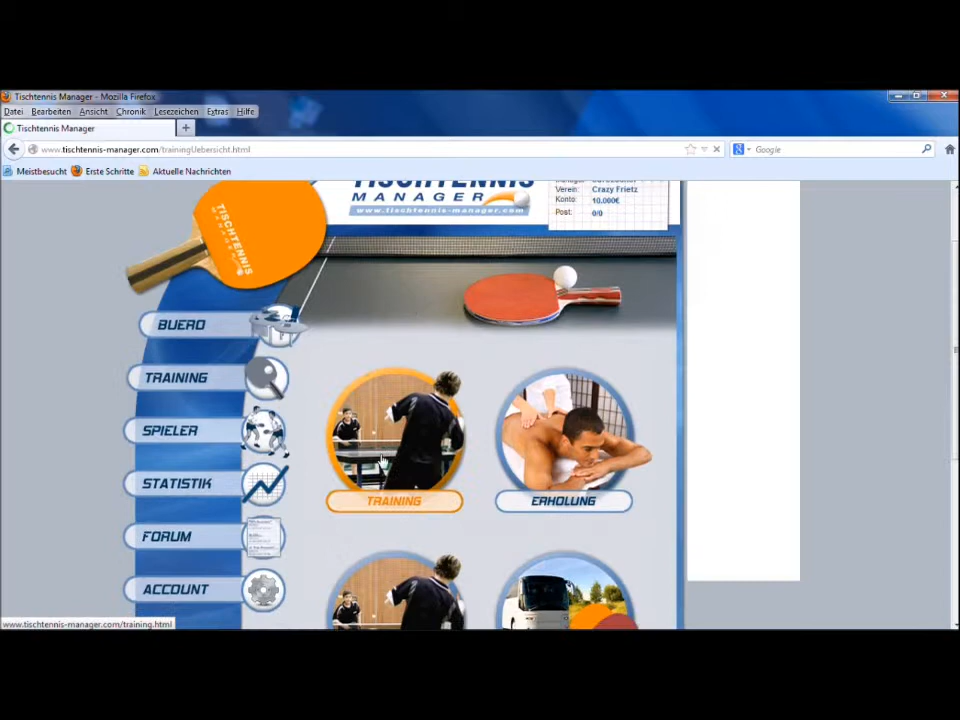 Tischtennis Manager - Mozilla Firefox
Datei Bearbeiten Ansicht Chronik Lesezeichen Extras Hilfe
Tischtennis Manager
www.tischtennis-manager.com/trainingUebersicht.html
Google
Meistbesucht Erste Schritte Aktuelle Nachrichten
TISCHTENNIS
MANAGER
www.tischtennis-manager.com
Verein: Crazy Frietz
Konto: 10.000€
Post: 0/0
TISCHTENNIS
MANAGER
BUERO
TRAINING
SPIELER
STATISTIK
FORUM
ACCOUNT
TRAINING
ERHOLUNG
www.tischtennis-manager.com/training.html